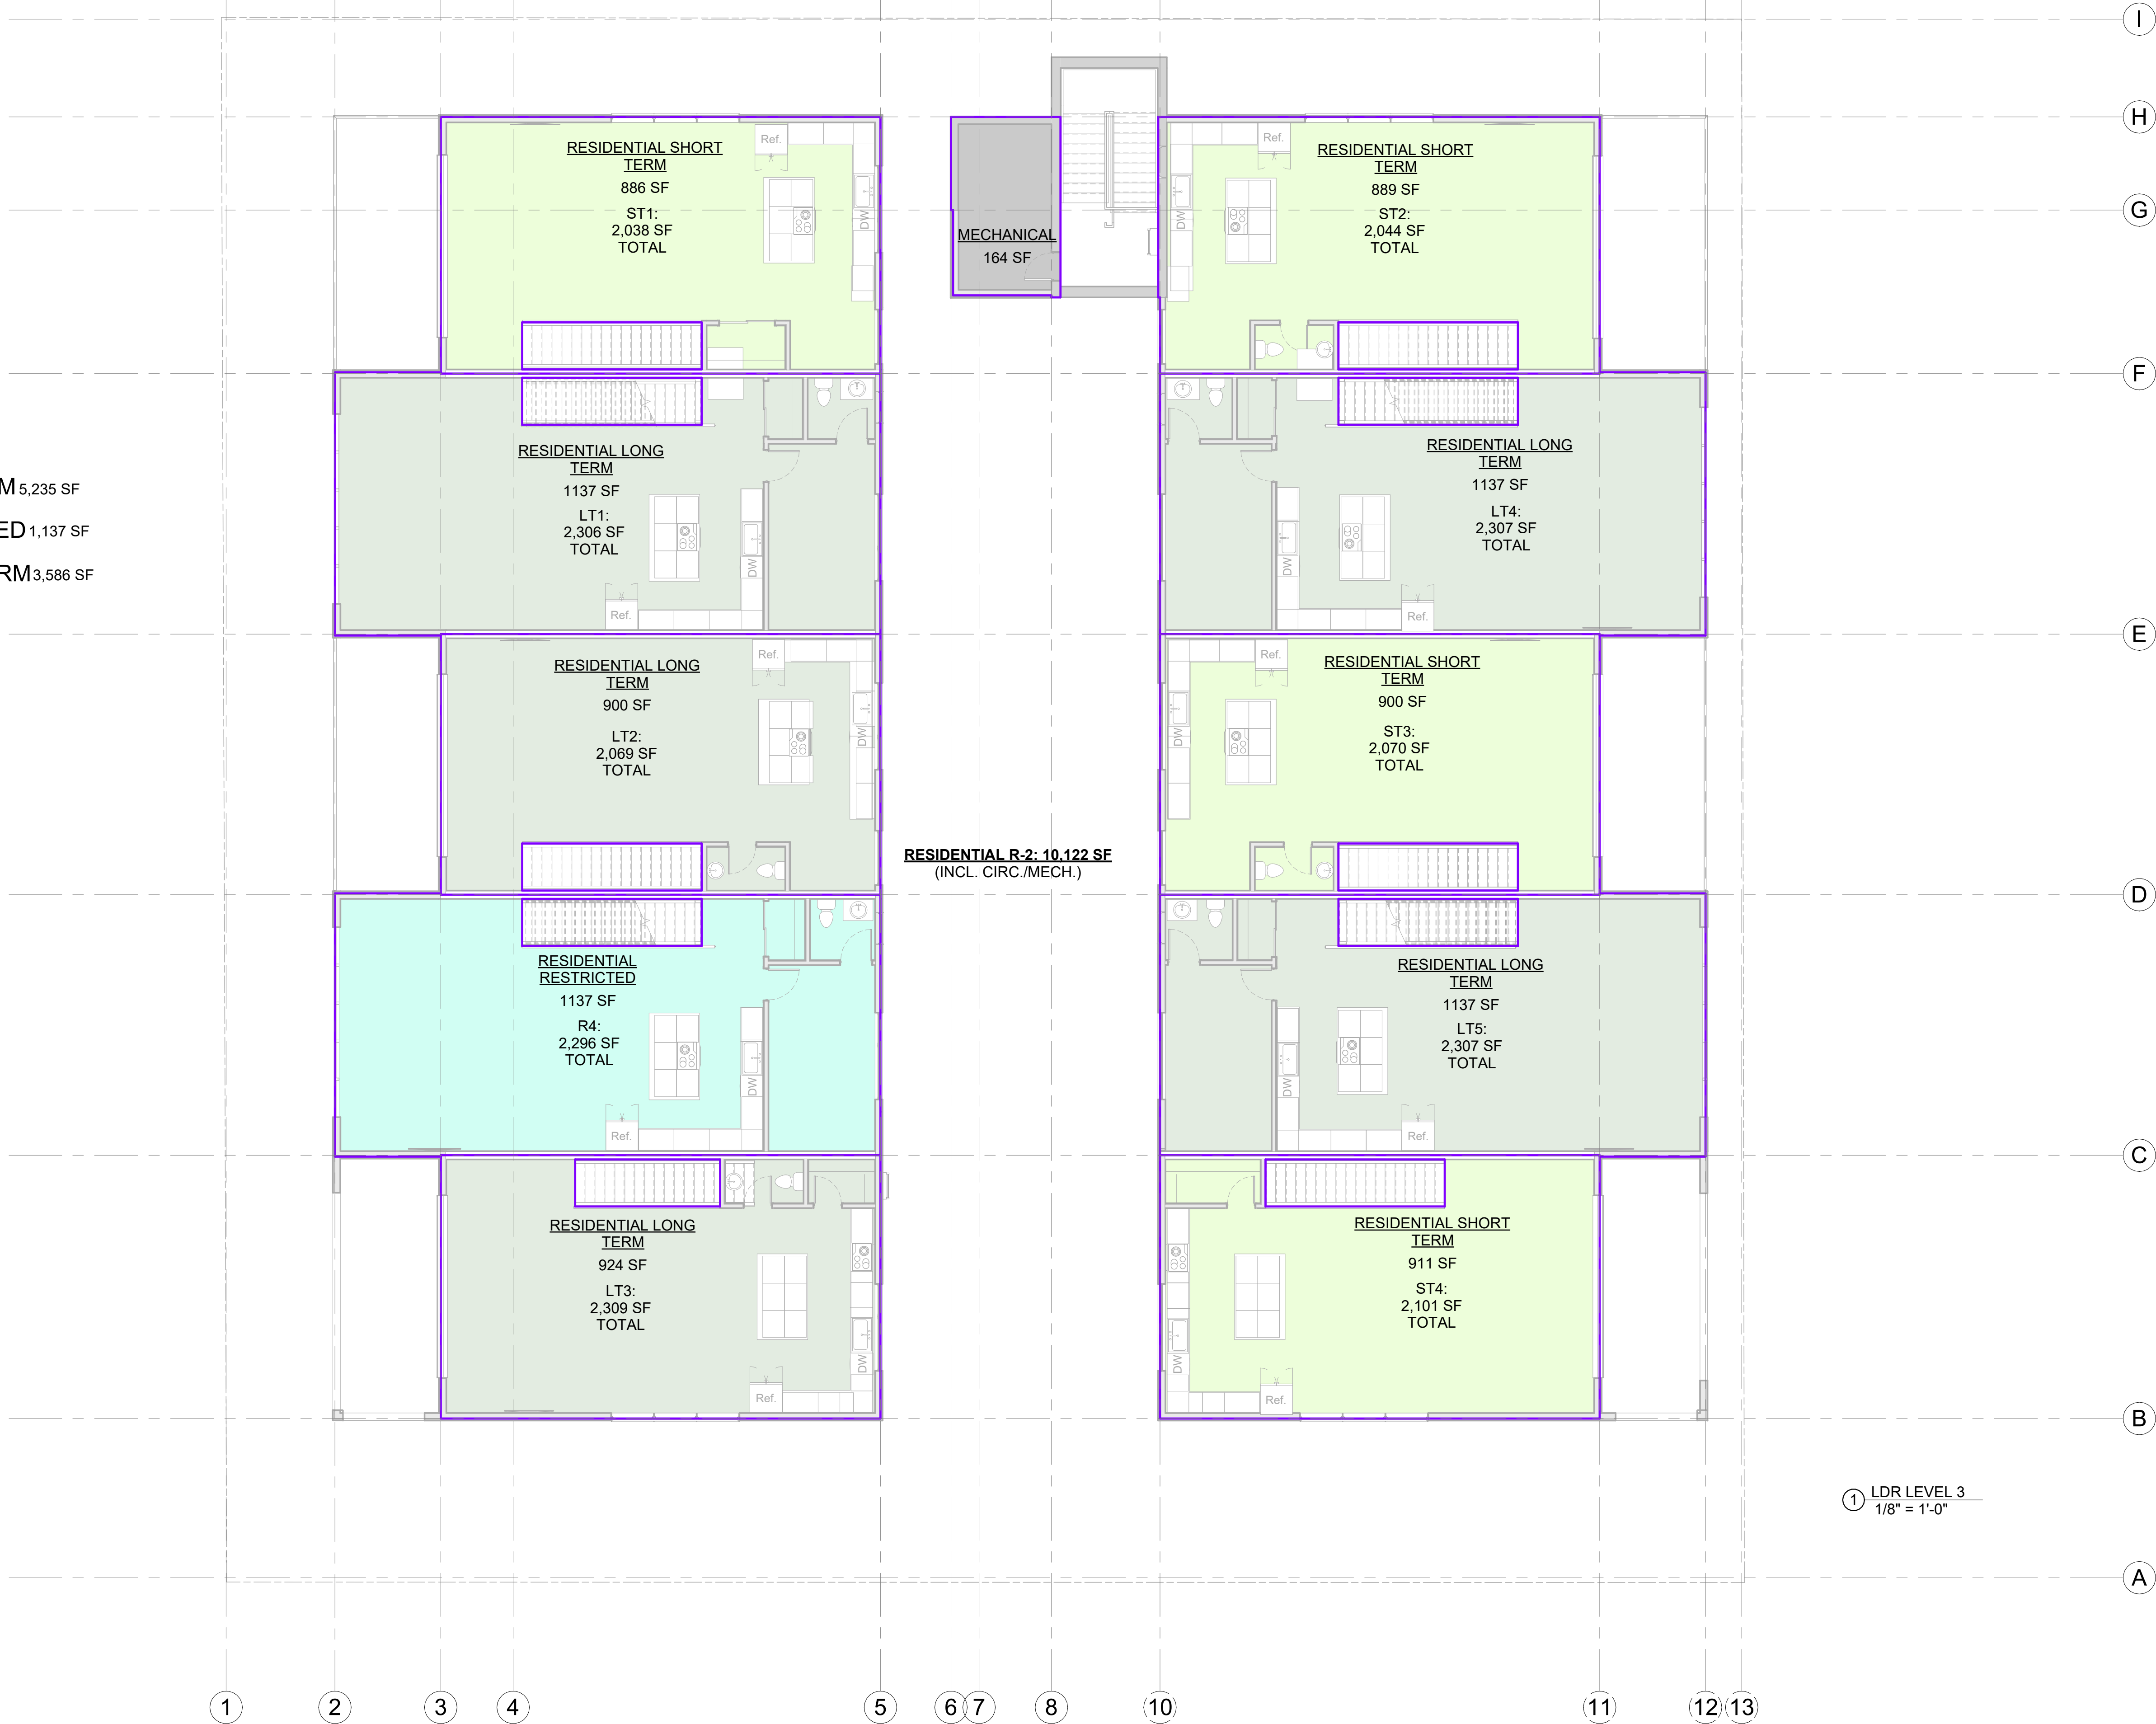 I
H
G
F
E
D
C
B
A
RESIDENTIAL SHORT
TERM
886 SF
ST1:
2,038 SF
TOTAL
Ref.
DW
MECHANICAL
164 SF
RESIDENTIAL SHORT
TERM
889 SF
ST2:
2,044 SF
TOTAL
Ref.
DW
M 5,235 SF
ED 1,137 SF
RM 3,586 SF
RESIDENTIAL LONG
TERM
1137 SF
LT1:
2,306 SF
TOTAL
Ref.
DW
RESIDENTIAL LONG
TERM
1137 SF
LT4:
2,307 SF
TOTAL
Ref.
DW
RESIDENTIAL LONG
TERM
900 SF
LT2:
2,069 SF
TOTAL
Ref.
DW
RESIDENTIAL SHORT
TERM
900 SF
ST3:
2,070 SF
TOTAL
Ref.
DW
RESIDENTIAL R-2: 10,122 SF
(INCL. CIRC./MECH.)
RESIDENTIAL
RESTRICTED
1137 SF
R4:
2,296 SF
TOTAL
Ref.
DW
RESIDENTIAL LONG
TERM
1137 SF
LT5:
2,307 SF
TOTAL
Ref.
DW
RESIDENTIAL LONG
TERM
924 SF
LT3:
2,309 SF
TOTAL
Ref.
DW
RESIDENTIAL SHORT
TERM
911 SF
ST4:
2,101 SF
TOTAL
Ref.
DW
1 LDR LEVEL 3
1/8" = 1'-0"
1 2 3 4 5 6 7 8 10 11 12 13